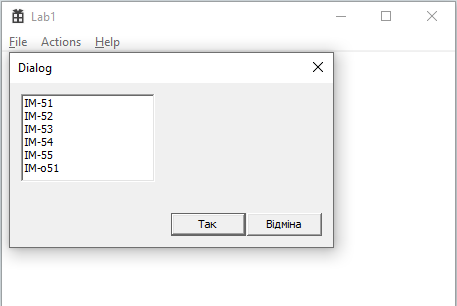 Lab1
File Actions Help
Dialog
IM-51
IM-52
IM-53
IM-54
IM-55
IM-o51
Так Відміна